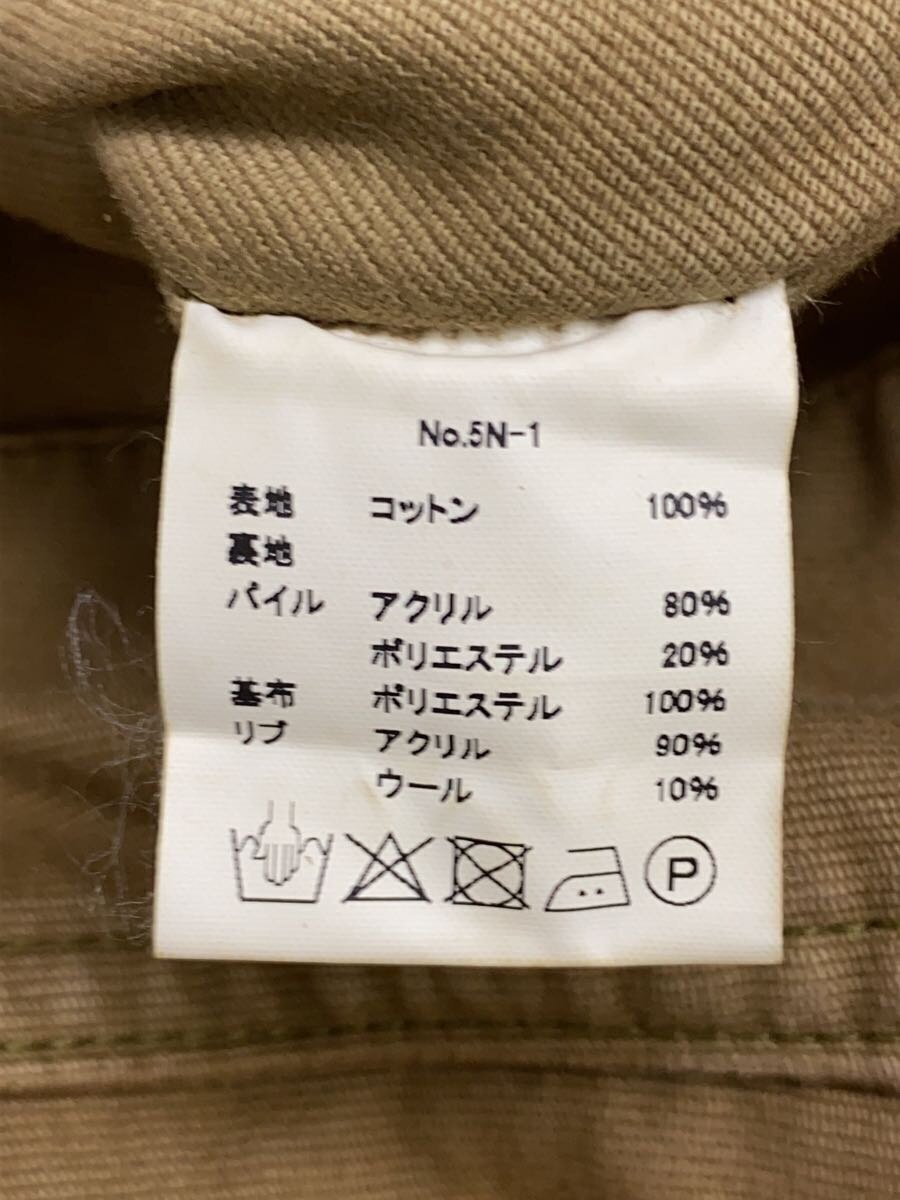 No.5N-1
表地 コットン 100%
裏地
パイル アクリル 80%
ポリエステル 20%
基布 ポリエステル 100%
リブ アクリル 90%
ウール 10%
P